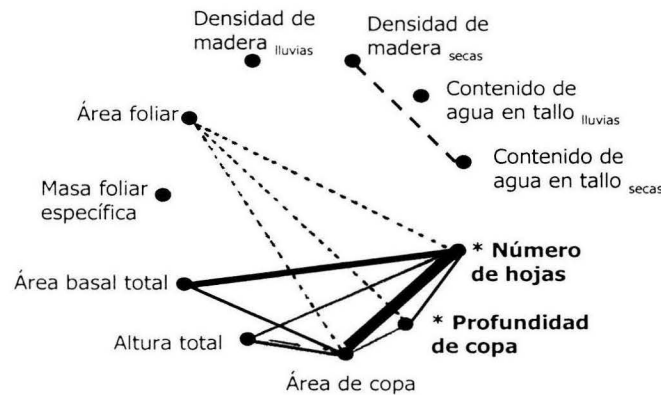 Densidad de
madera lluvias
Densidad de
madera secas
Contenido de
agua en tallo lluvias
Área foliar
Contenido de
agua en tallo secas
Masa foliar
específica
* Número
de hojas
Área basal total
* Profundidad
de copa
Altura total
Área de copa